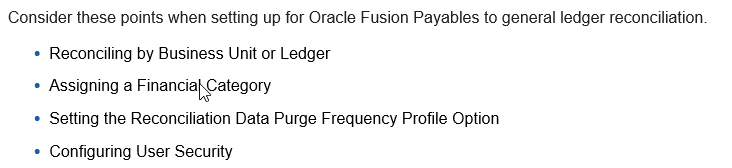 Consider these points when setting up for Oracle Fusion Payables to general ledger reconciliation.
• Reconciling by Business Unit or Ledger
• Assigning a Financial Category
• Setting the Reconciliation Data Purge Frequency Profile Option
• Configuring User Security